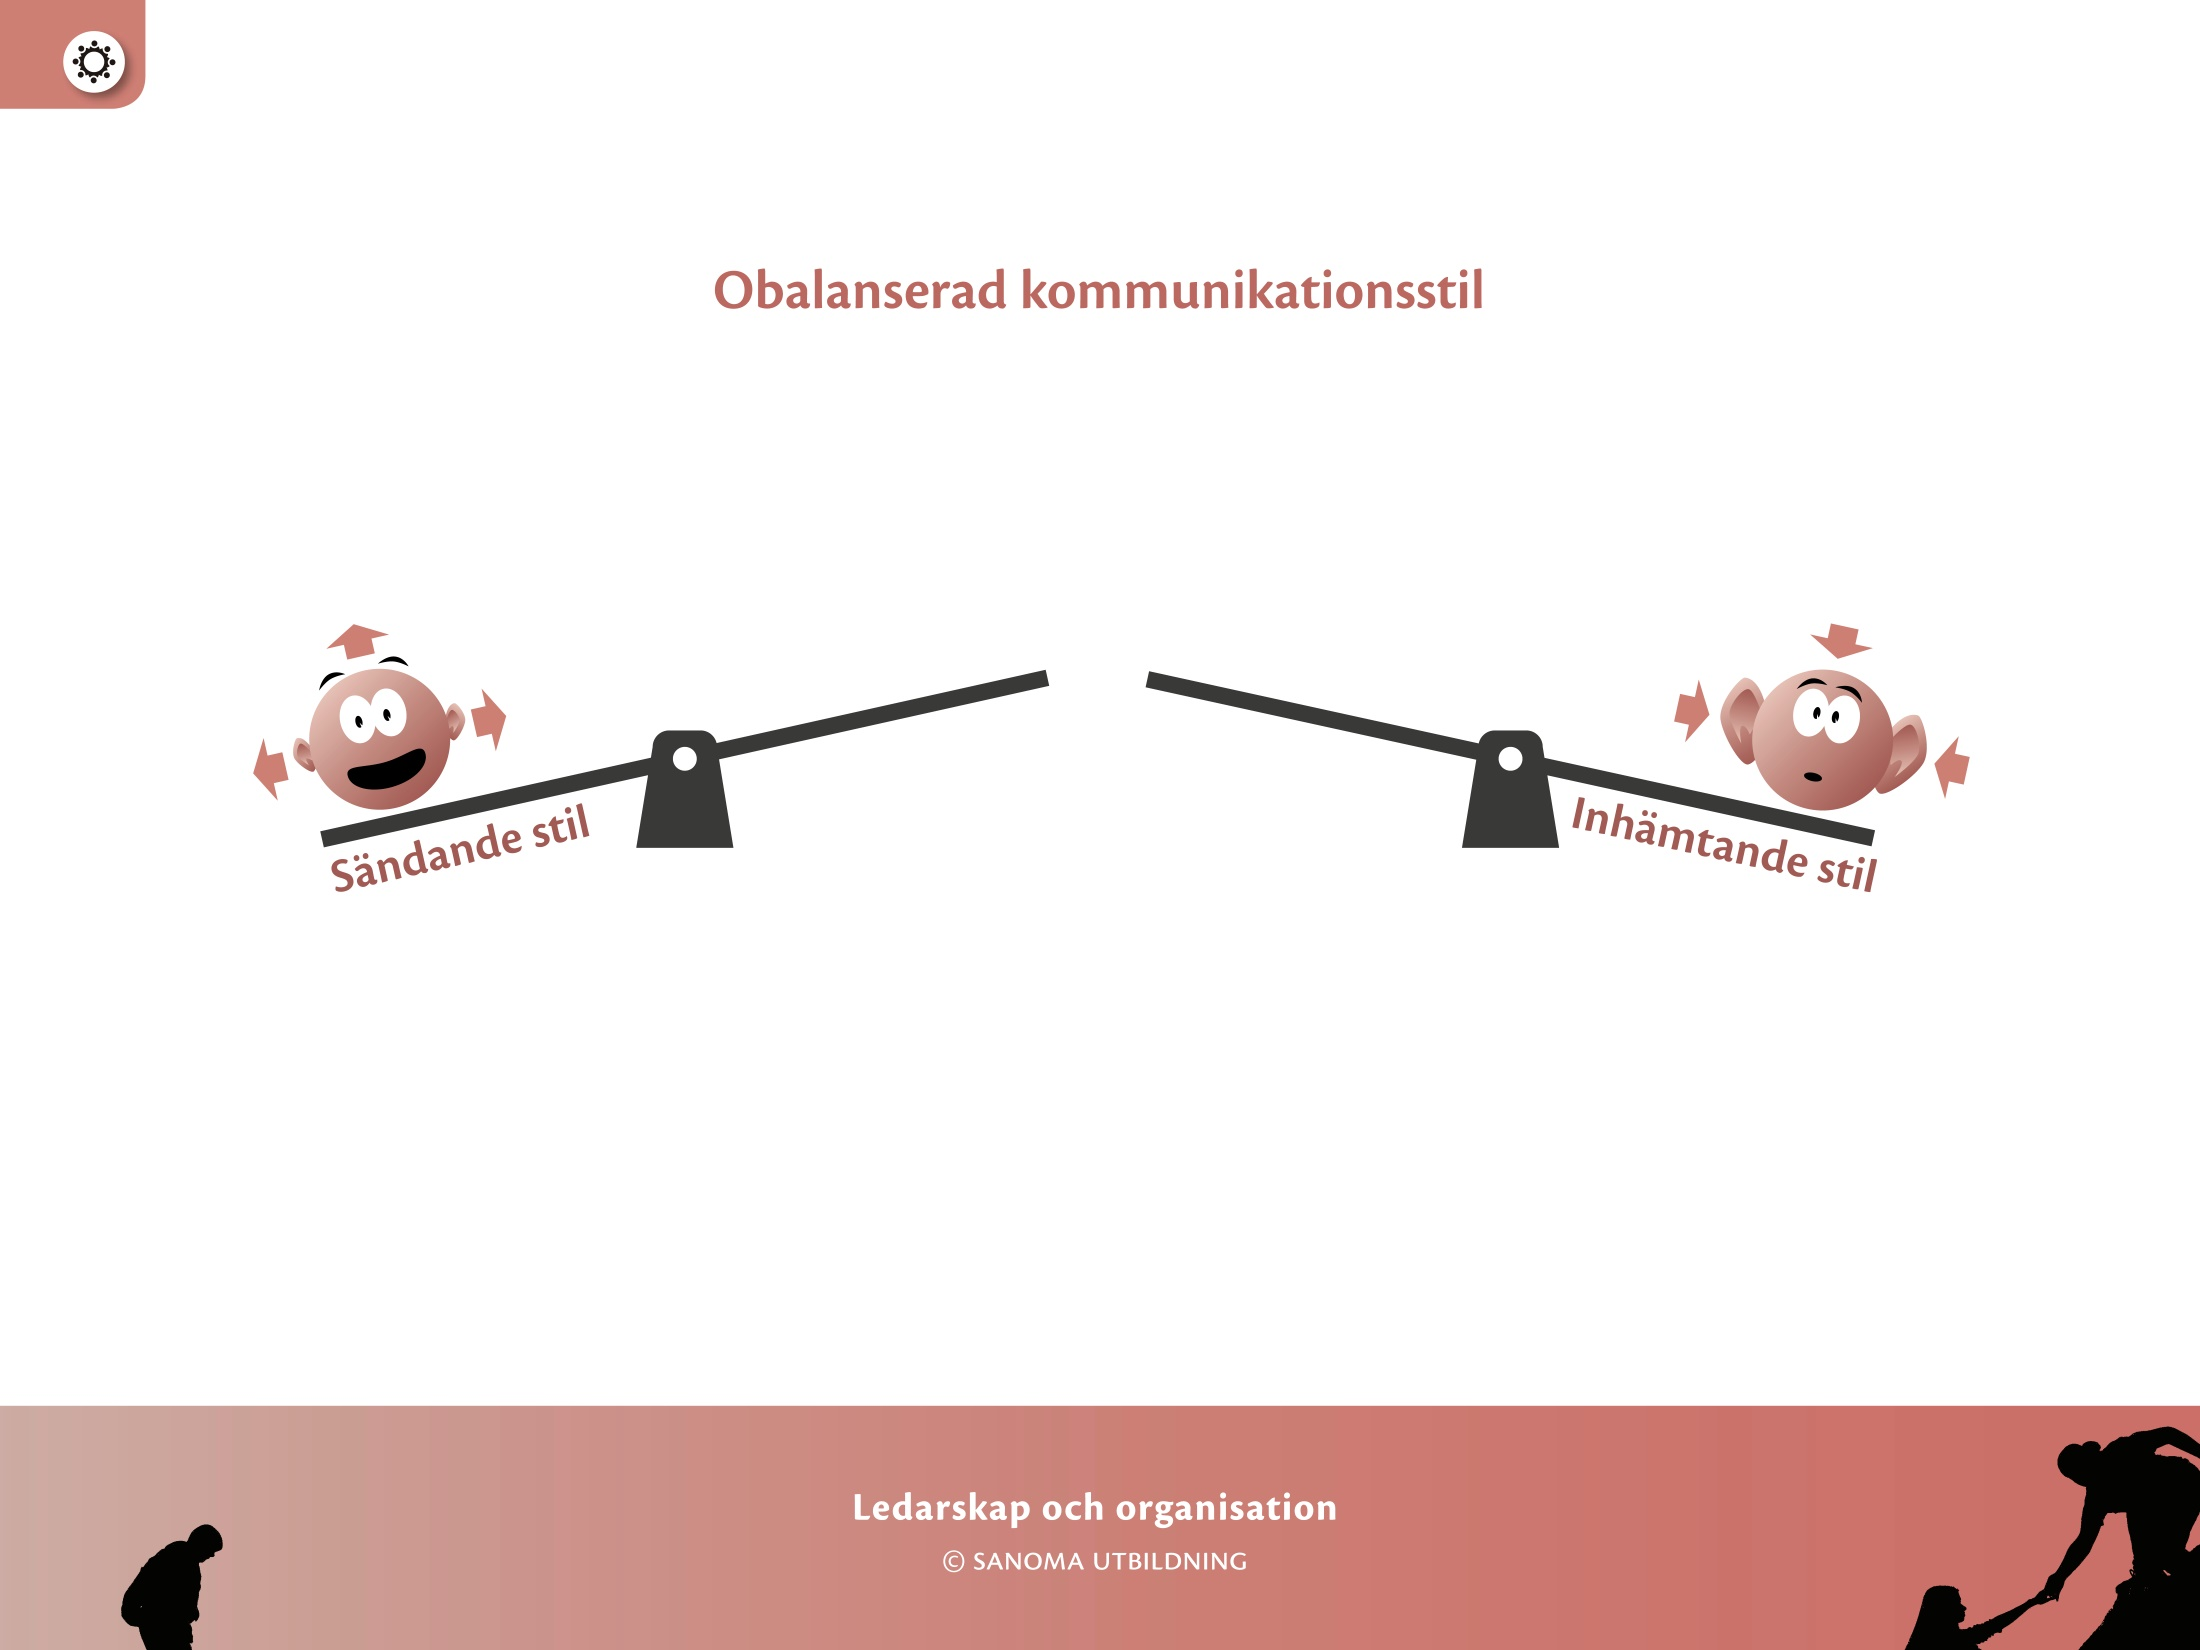 Obalanserad kommunikationsstil
Sändande stil
Inhämtande stil
Ledarskap och organisation
© SANOMA UTBILDNING